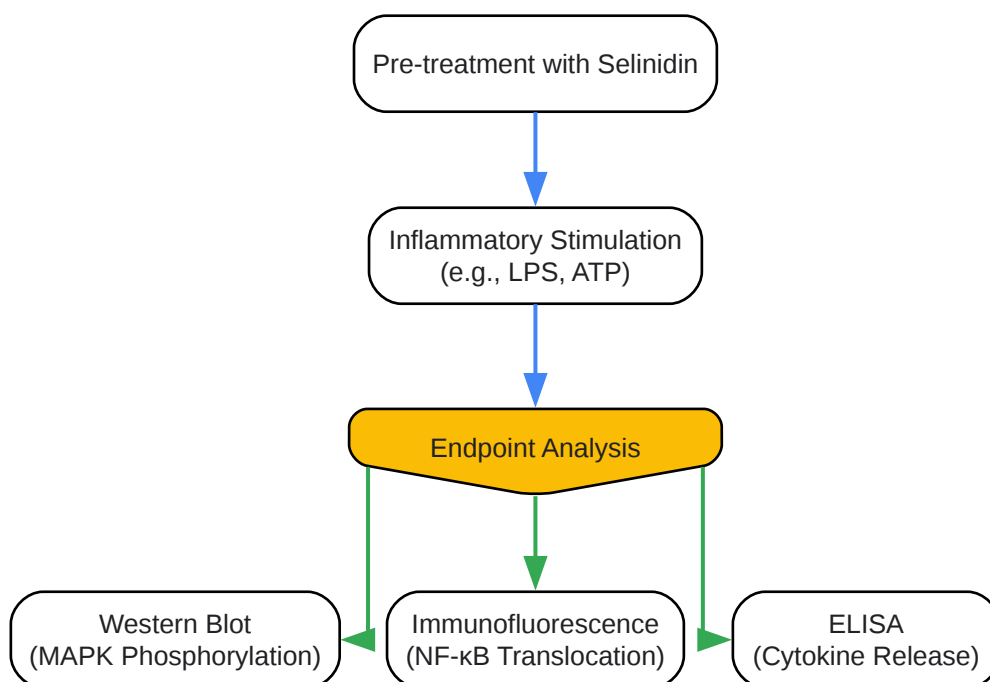 Pre-treatment with Selinidin
Inflammatory Stimulation
(e.g., LPS, ATP)
Endpoint Analysis
Western Blot
(MAPK Phosphorylation)
Immunofluorescence
(NF-κB Translocation)
ELISA
(Cytokine Release)